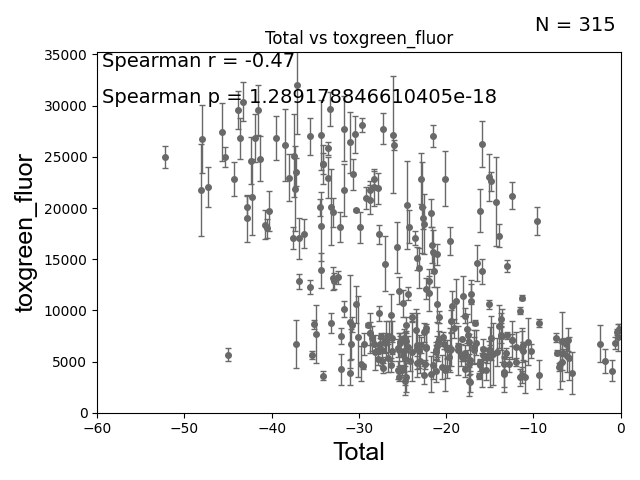 N = 315
Total vs toxgreen_fluor
Spearman r = -0.47
Spearman p = 1.289178846610405e-18
35000
30000
25000
20000
15000
10000
5000
0
toxgreen_fluor
−60
−50
−40
−30
−20
−10
0
Total